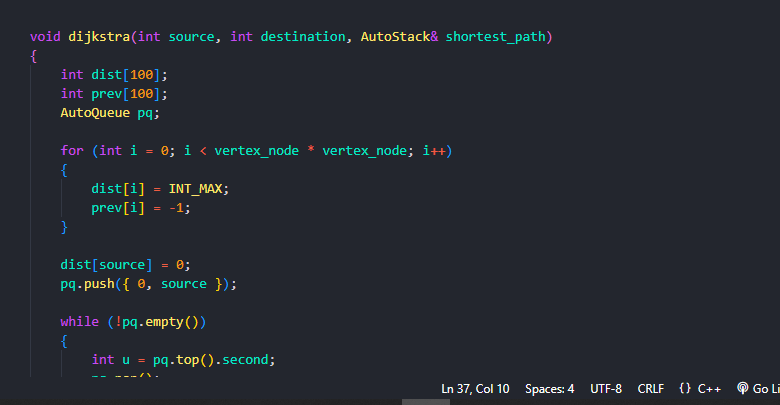 void dijkstra(int source, int destination, AutoStack& shortest_path)
{
int dist[100];
int prev[100];
AutoQueue pq;
for (int i = 0; i < vertex_node * vertex_node; i++)
{
dist[i] = INT_MAX;
prev[i] = -1;
}
dist[source] = 0;
pq.push({ 0, source });
while (!pq.empty())
{
int u = pq.top().second;
Ln 37, Col 10 Spaces: 4 UTF-8 CRLF {} C++ Go Li